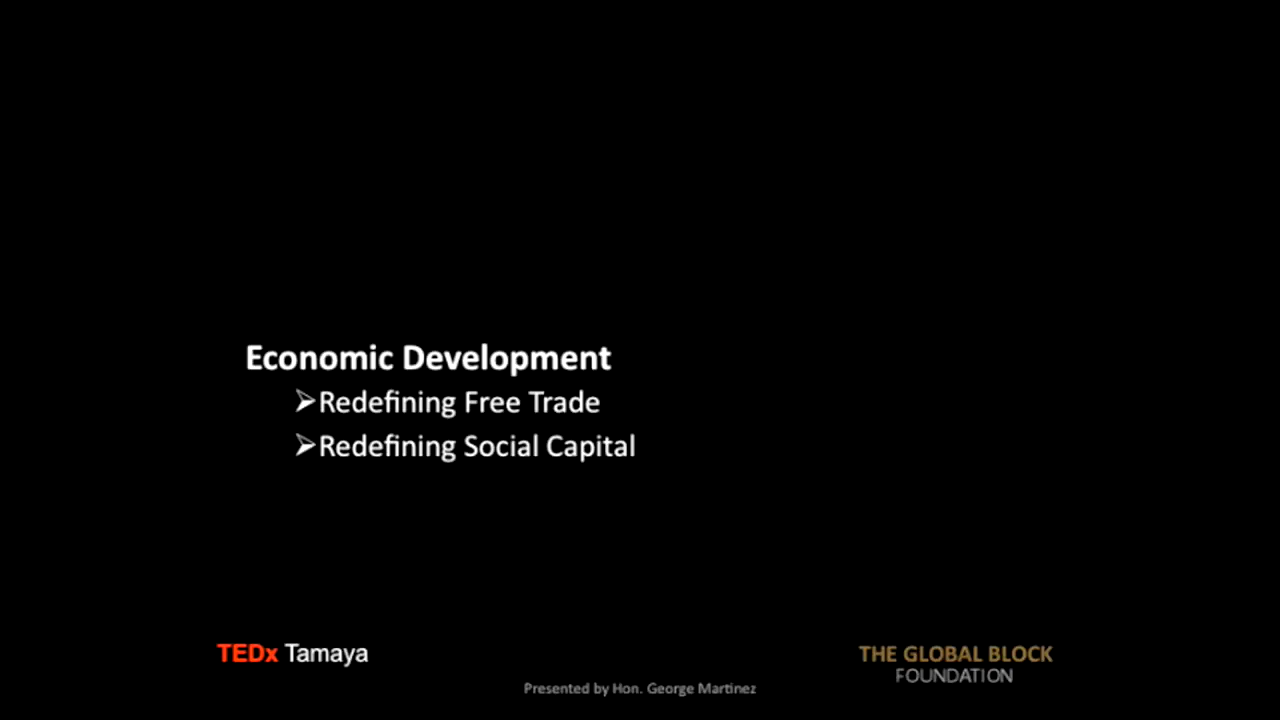 Economic Development
➢Redefining Free Trade
➢Redefining Social Capital
TEDx Tamaya
THE GLOBAL BLOCK
FOUNDATION
Presented by Hon. George Martinez